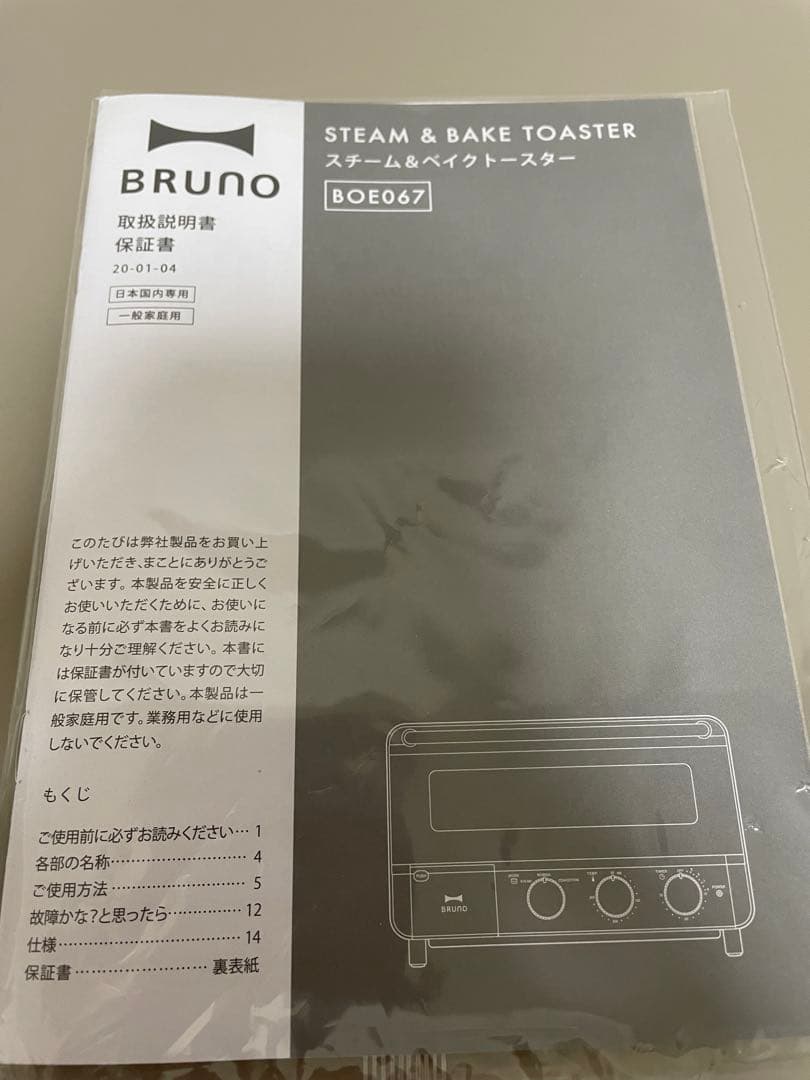 BRUNO
取扱説明書
保証書
20-01-04
日本国内専用
一般家庭用
STEAM & BAKE TOASTER
スチーム&ベイクトースター
BOE067
このたびは弊社製品をお買い上
げいただき、まことにありがとうご
ざいます。本製品を安全に正しく
お使いいただくために、お使いに
なる前に必ず本書をよくお読みに
なり十分ご理解ください。本書に
は保証書が付いていますので大切
に保管してください。本製品は一
般家庭用です。業務用などに使用
しないでください。
もくじ
ご使用前に必ずお読みください… 1
各部の名称……………………… 4
ご使用方法……………………… 5
故障かな?と思ったら…………… 12
仕様……………………………… 14
保証書…………………… 裏表紙
PUSH
BRUNO
MODE
STEAM
NORMAL
CONVECTION
TEMP
TIMER
OFF
POWER